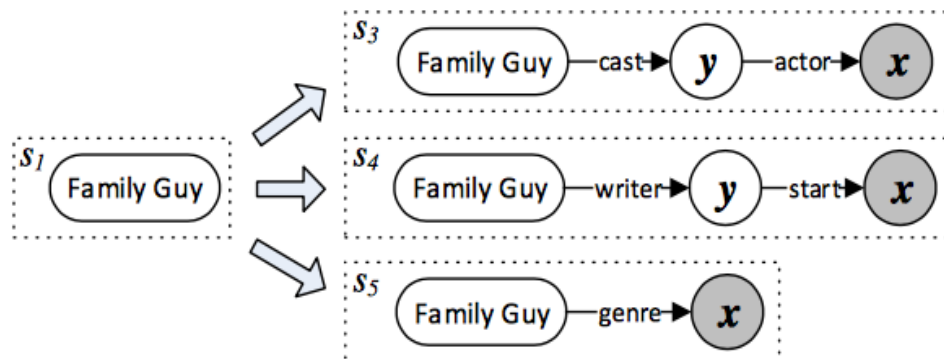 s3 Family Guy cast y actor x
s1 Family Guy
s4 Family Guy writer y start x
s5 Family Guy genre x